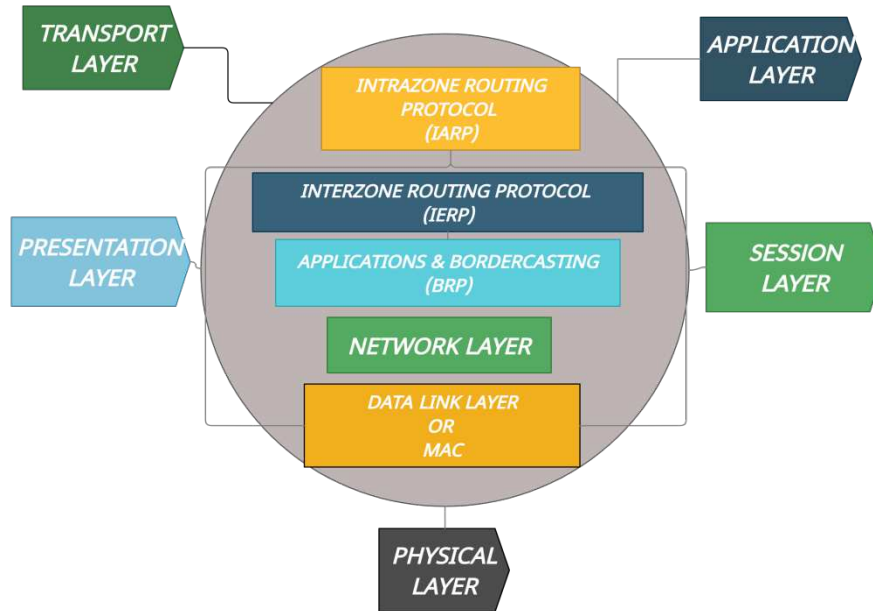 TRANSPORT
LAYER
APPLICATION
LAYER
INTRAZONE ROUTING
PROTOCOL
(IARP)
INTERZONE ROUTING PROTOCOL
(IERP)
PRESENTATION
LAYER
APPLICATIONS & BORDERCASTING
(BRP)
SESSION
LAYER
NETWORK LAYER
DATA LINK LAYER
OR
MAC
PHYSICAL
LAYER